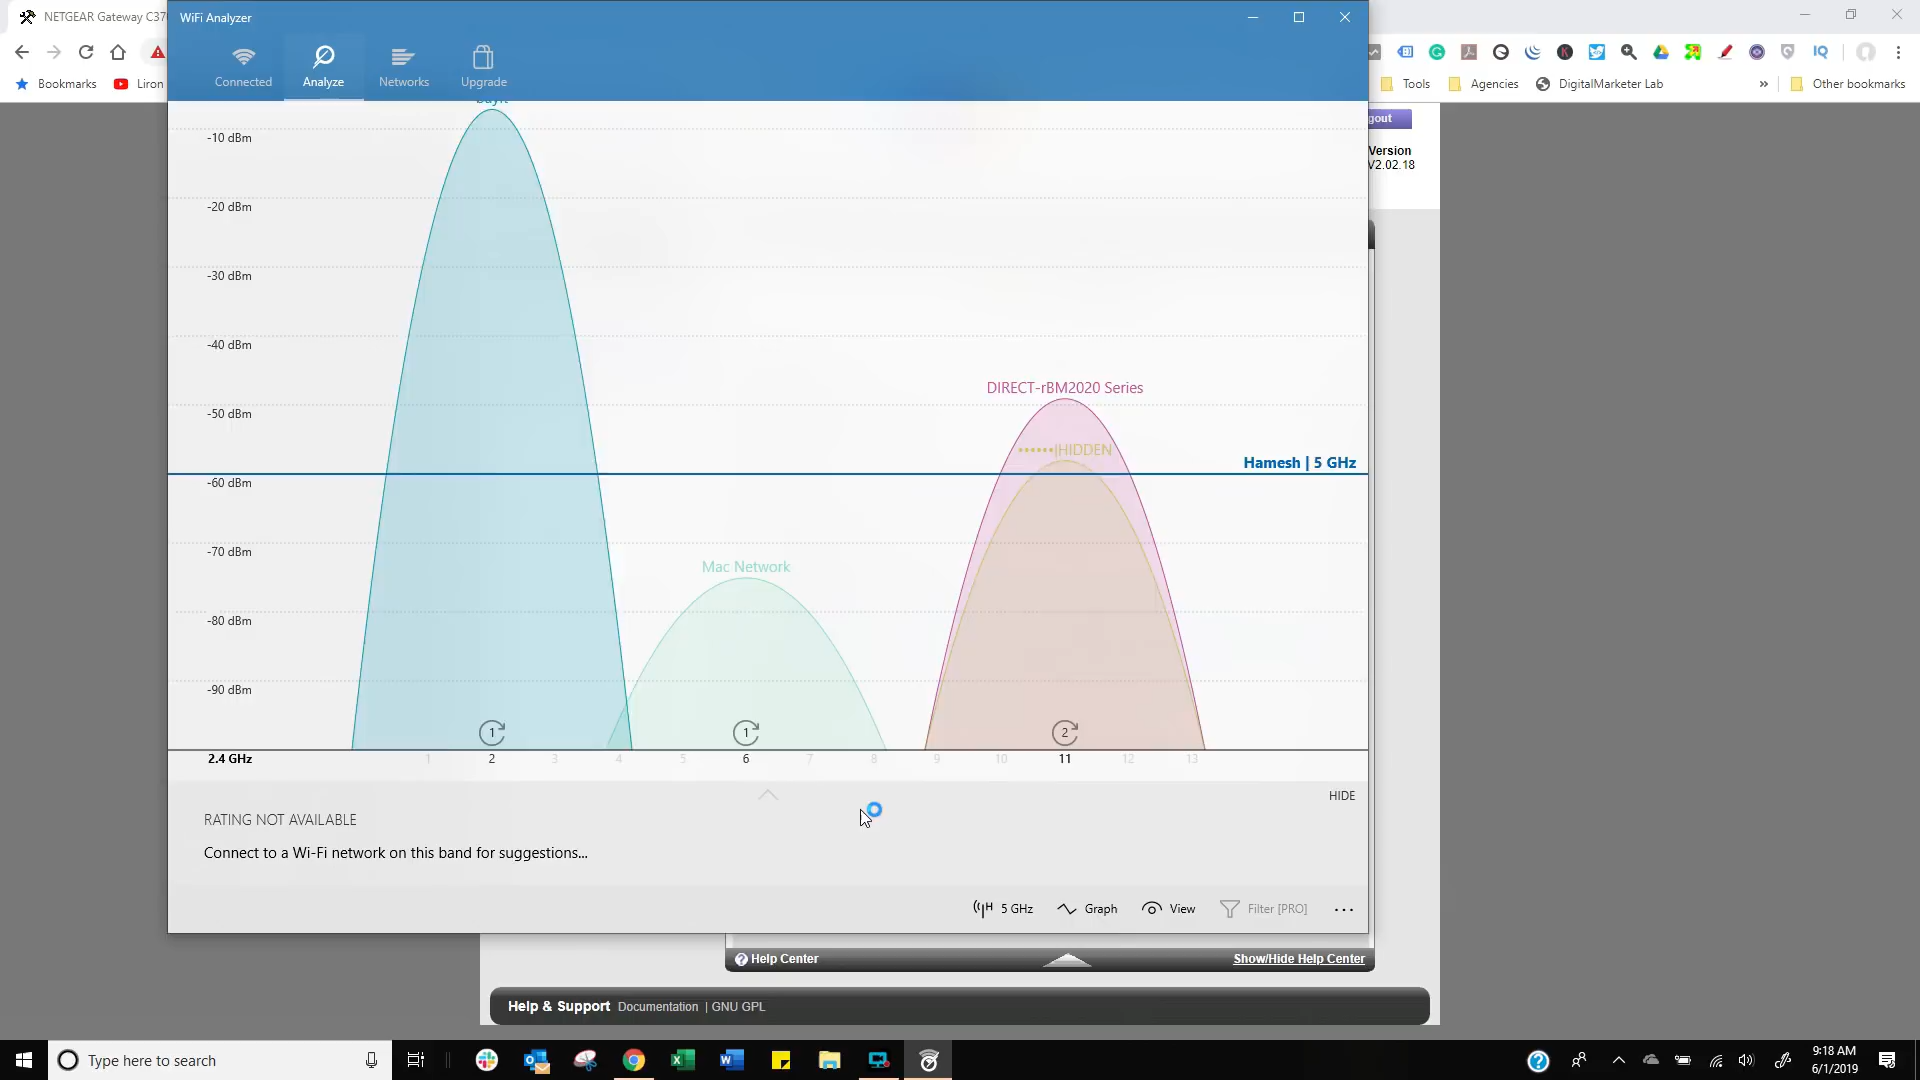 NETGEAR Gateway C37
WiFi Analyzer
Connected
Analyze
Networks
Upgrade
IQ
Bookmarks
Liron
Tools
Agencies
DigitalMarketer Lab
»
Other bookmarks
gout
Version
V2.02.18
-10 dBm
-20 dBm
-30 dBm
-40 dBm
-50 dBm
-60 dBm
-70 dBm
-80 dBm
-90 dBm
DIRECT-rBM2020 Series
••••••|HIDDEN
Hamesh | 5 GHz
Mac Network
1
1
2
2.4 GHz
1
2
3
4
5
6
7
8
9
10
11
12
13
HIDE
RATING NOT AVAILABLE
Connect to a Wi-Fi network on this band for suggestions...
5 GHz
Graph
View
Filter [PRO]
...
? Help Center
Show/Hide Help Center
Help & Support Documentation | GNU GPL
Type here to search
9:18 AM
6/1/2019